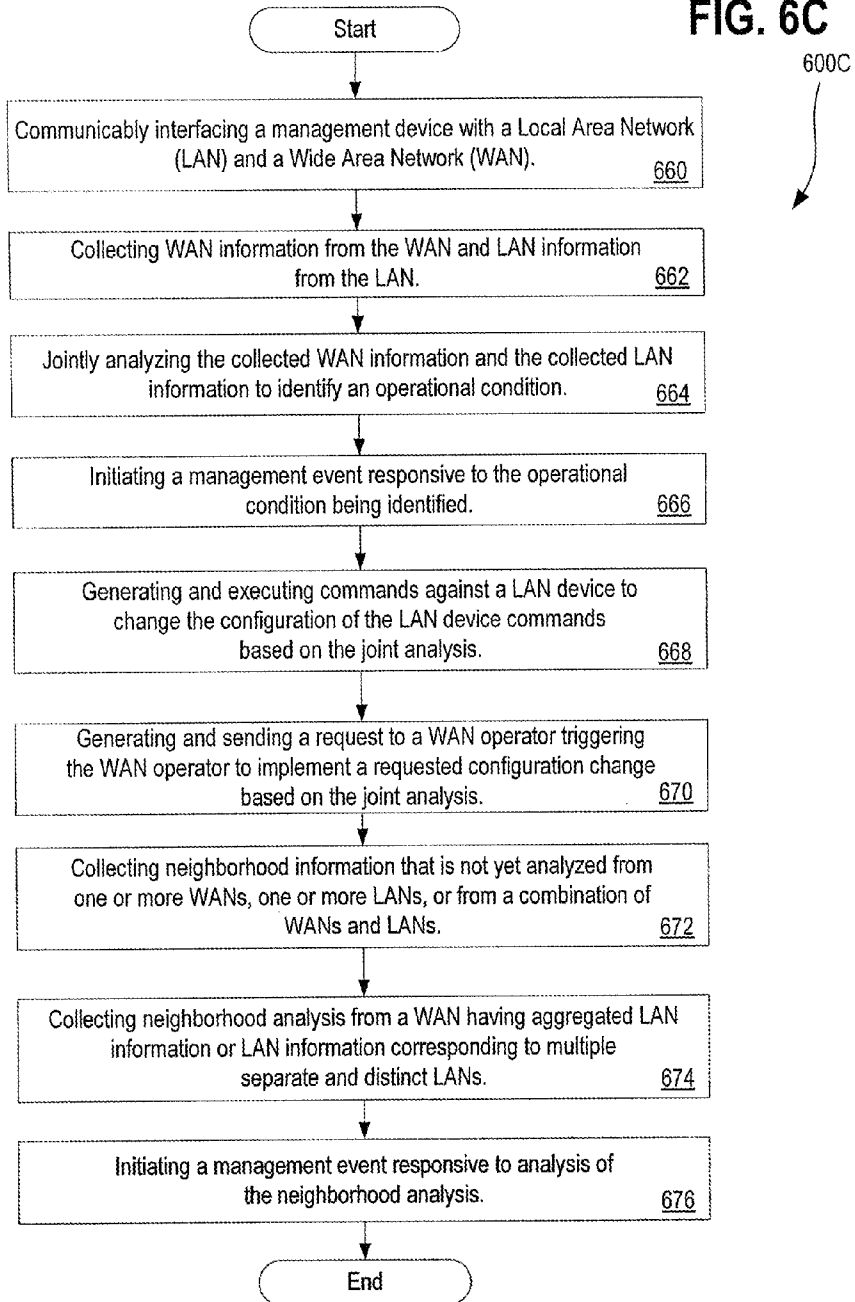 FIG. 6C
600C
Start
Communicably interfacing a management device with a Local Area Network
(LAN) and a Wide Area Network (WAN).
660
Collecting WAN information from the WAN and LAN information
from the LAN.
662
Jointly analyzing the collected WAN information and the collected LAN
information to identify an operational condition.
664
Initiating a management event responsive to the operational
condition being identified.
666
Generating and executing commands against a LAN device to
change the configuration of the LAN device commands
based on the joint analysis.
668
Generating and sending a request to a WAN operator triggering
the WAN operator to implement a requested configuration change
based on the joint analysis.
670
Collecting neighborhood information that is not yet analyzed from
one or more WANs, one or more LANs, or from a combination of
WANs and LANs.
672
Collecting neighborhood analysis from a WAN having aggregated LAN
information or LAN information corresponding to multiple
separate and distinct LANs.
674
Initiating a management event responsive to analysis of
the neighborhood analysis.
676
End